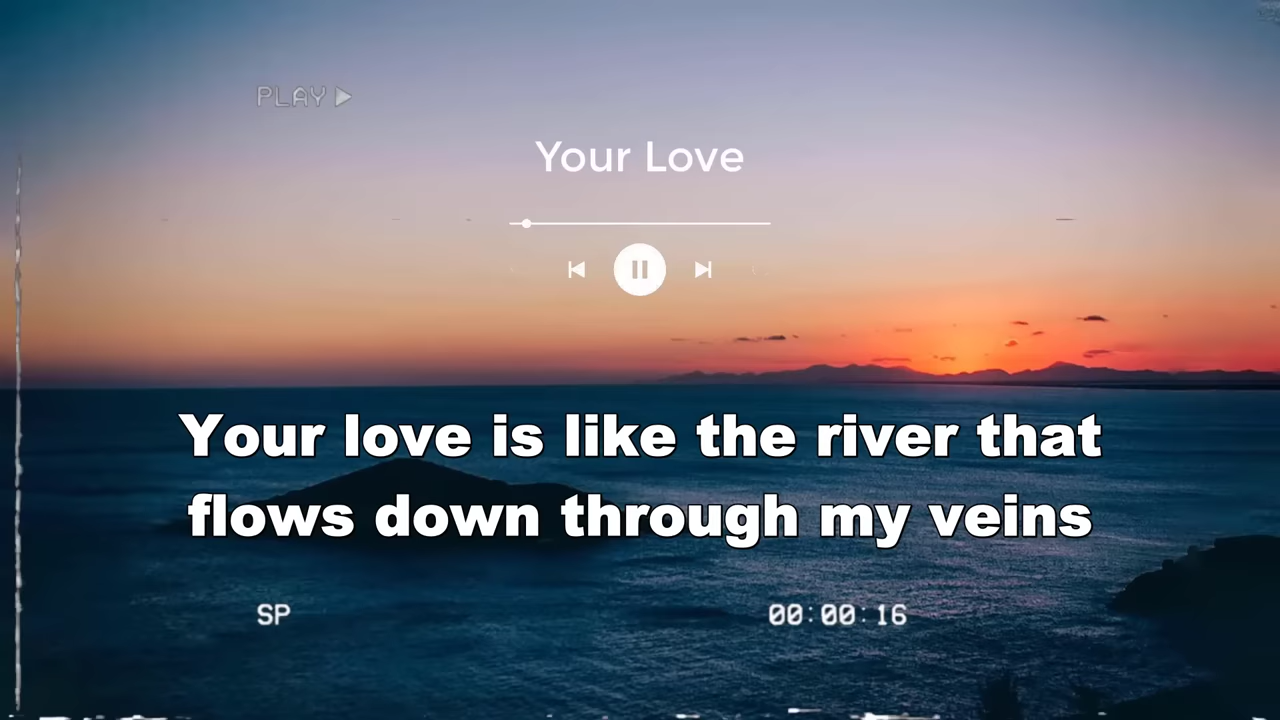 PLAY
Your Love
Your love is like the river that
flows down through my veins
SP
00:00:16